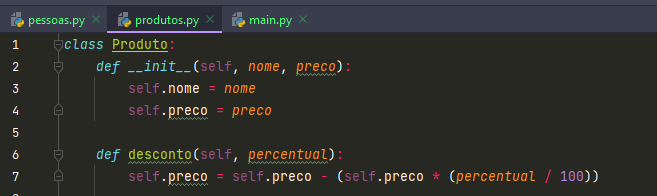 pessoas.py × produtos.py × main.py ×
1 class Produto:
2     def __init__(self, nome, preco):
3         self.nome = nome
4         self.preco = preco
5
6     def desconto(self, percentual):
7         self.preco = self.preco - (self.preco * (percentual / 100))